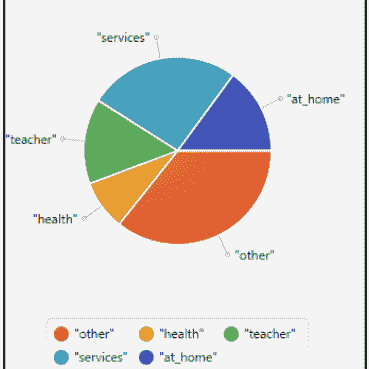 "services"
"at_home"
"teacher"
"health"
"other"
"other" "health" "teacher"
"services" "at_home"